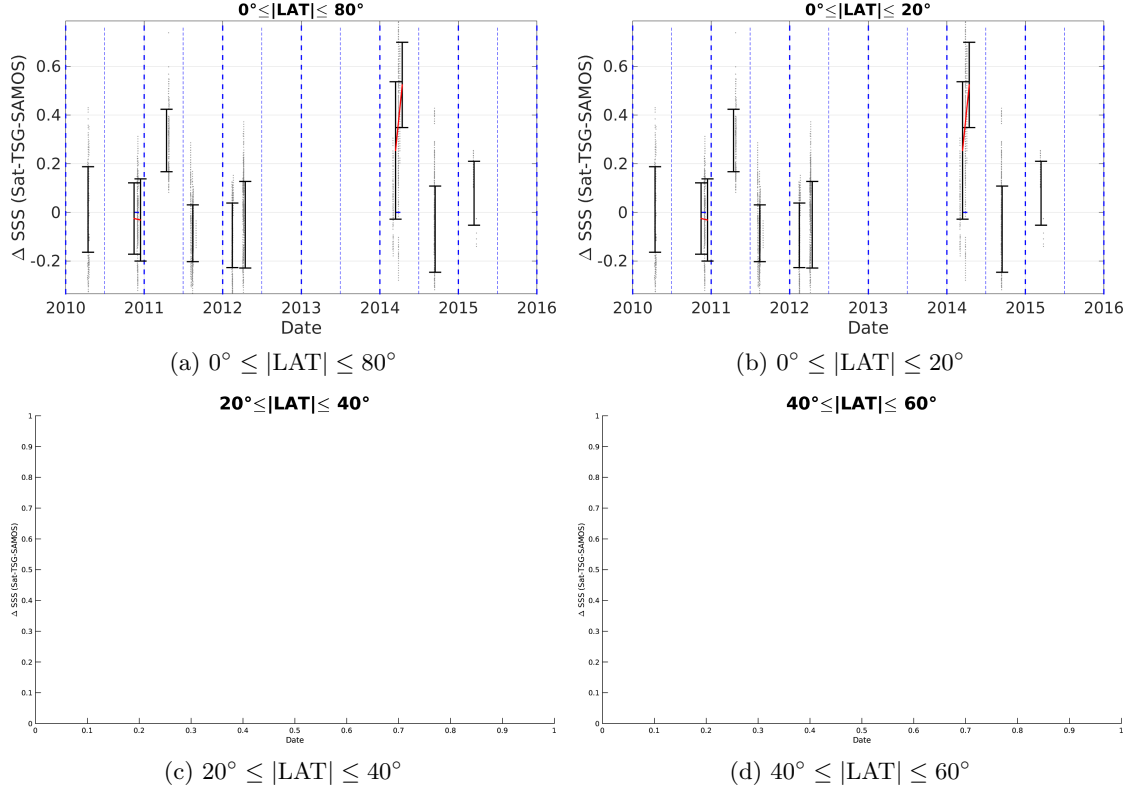 0°≤|LAT|≤ 80°
Δ SSS (Sat-TSG-SAMOS)
0.6
0.4
0.2
0
-0.2
2010 2011 2012 2013 2014 2015 2016
Date
(a) 0° ≤ |LAT| ≤ 80°
0°≤|LAT|≤ 20°
Δ SSS (Sat-TSG-SAMOS)
0.6
0.4
0.2
0
-0.2
2010 2011 2012 2013 2014 2015 2016
Date
(b) 0° ≤ |LAT| ≤ 20°
20°≤|LAT|≤ 40°
Δ SSS (Sat-TSG-SAMOS)
1
0.9
0.8
0.7
0.6
0.5
0.4
0.3
0.2
0.1
0
0 0.1 0.2 0.3 0.4 0.5 0.6 0.7 0.8 0.9 1
Date
(c) 20° ≤ |LAT| ≤ 40°
40°≤|LAT|≤ 60°
Δ SSS (Sat-TSG-SAMOS)
1
0.9
0.8
0.7
0.6
0.5
0.4
0.3
0.2
0.1
0
0 0.1 0.2 0.3 0.4 0.5 0.6 0.7 0.8 0.9 1
Date
(d) 40° ≤ |LAT| ≤ 60°